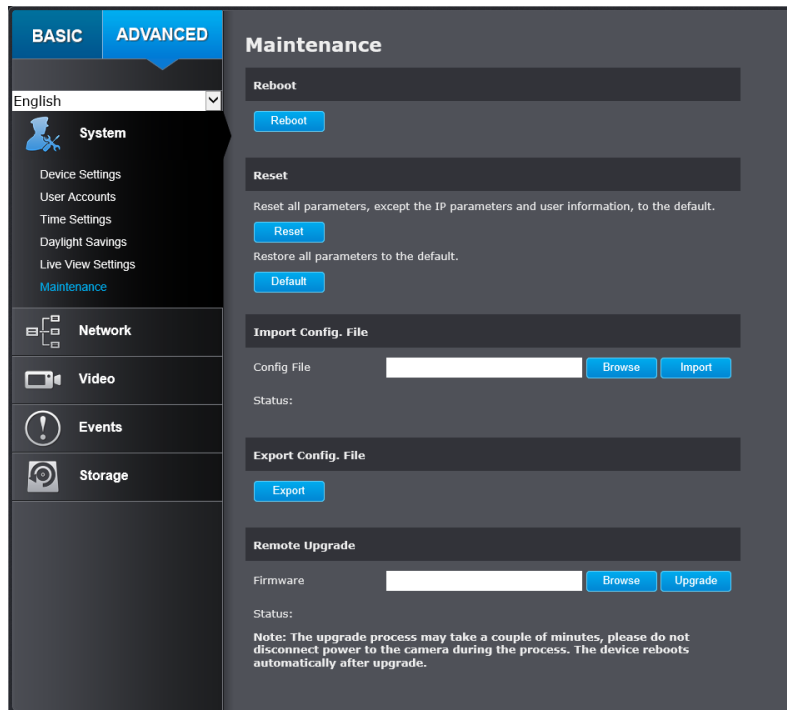 BASIC
ADVANCED
English
System
Device Settings
User Accounts
Time Settings
Daylight Savings
Live View Settings
Maintenance
Network
Video
Events
Storage
Maintenance
Reboot
Reboot
Reset
Reset all parameters, except the IP parameters and user information, to the default.
Reset
Restore all parameters to the default.
Default
Import Config. File
Config File Browse Import
Status:
Export Config. File
Export
Remote Upgrade
Firmware Browse Upgrade
Status:
Note: The upgrade process may take a couple of minutes, please do not
disconnect power to the camera during the process. The device reboots
automatically after upgrade.